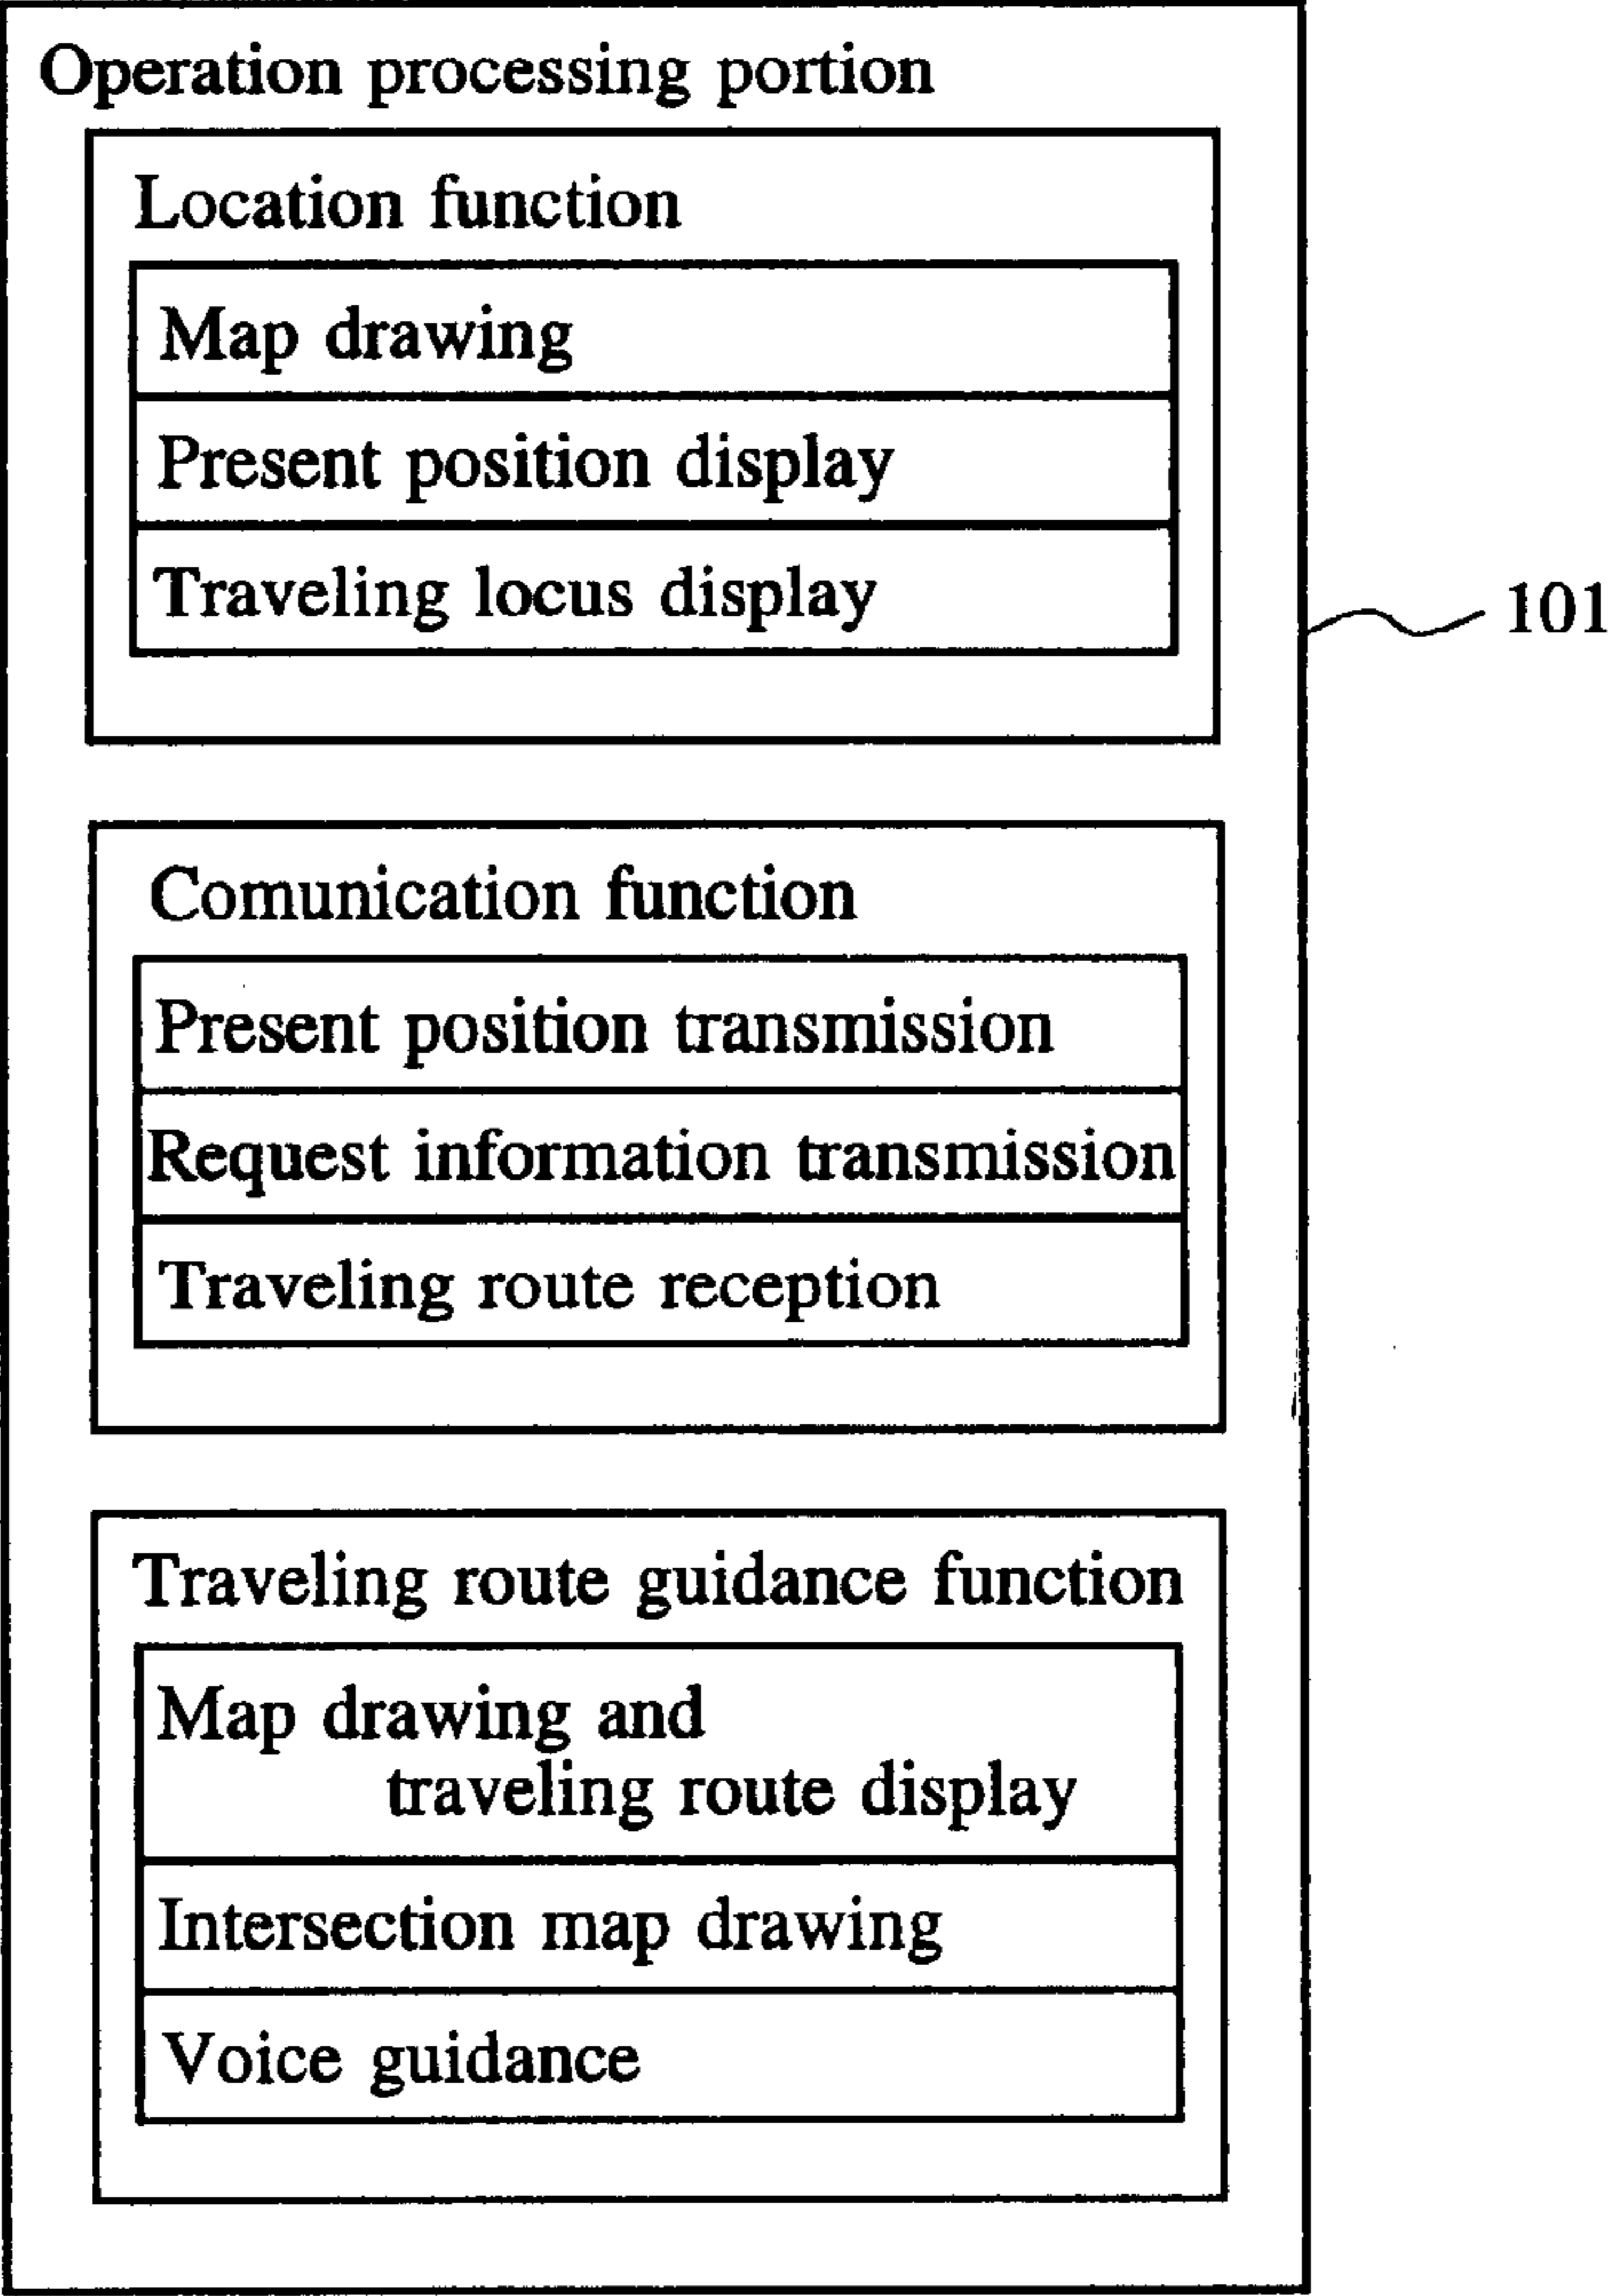 Operation processing portion
Location function
Map drawing
Present position display
Traveling locus display
101
Comunication function
Present position transmission
Request information transmission
Traveling route reception
Traveling route guidance function
Map drawing and
traveling route display
Intersection map drawing
Voice guidance